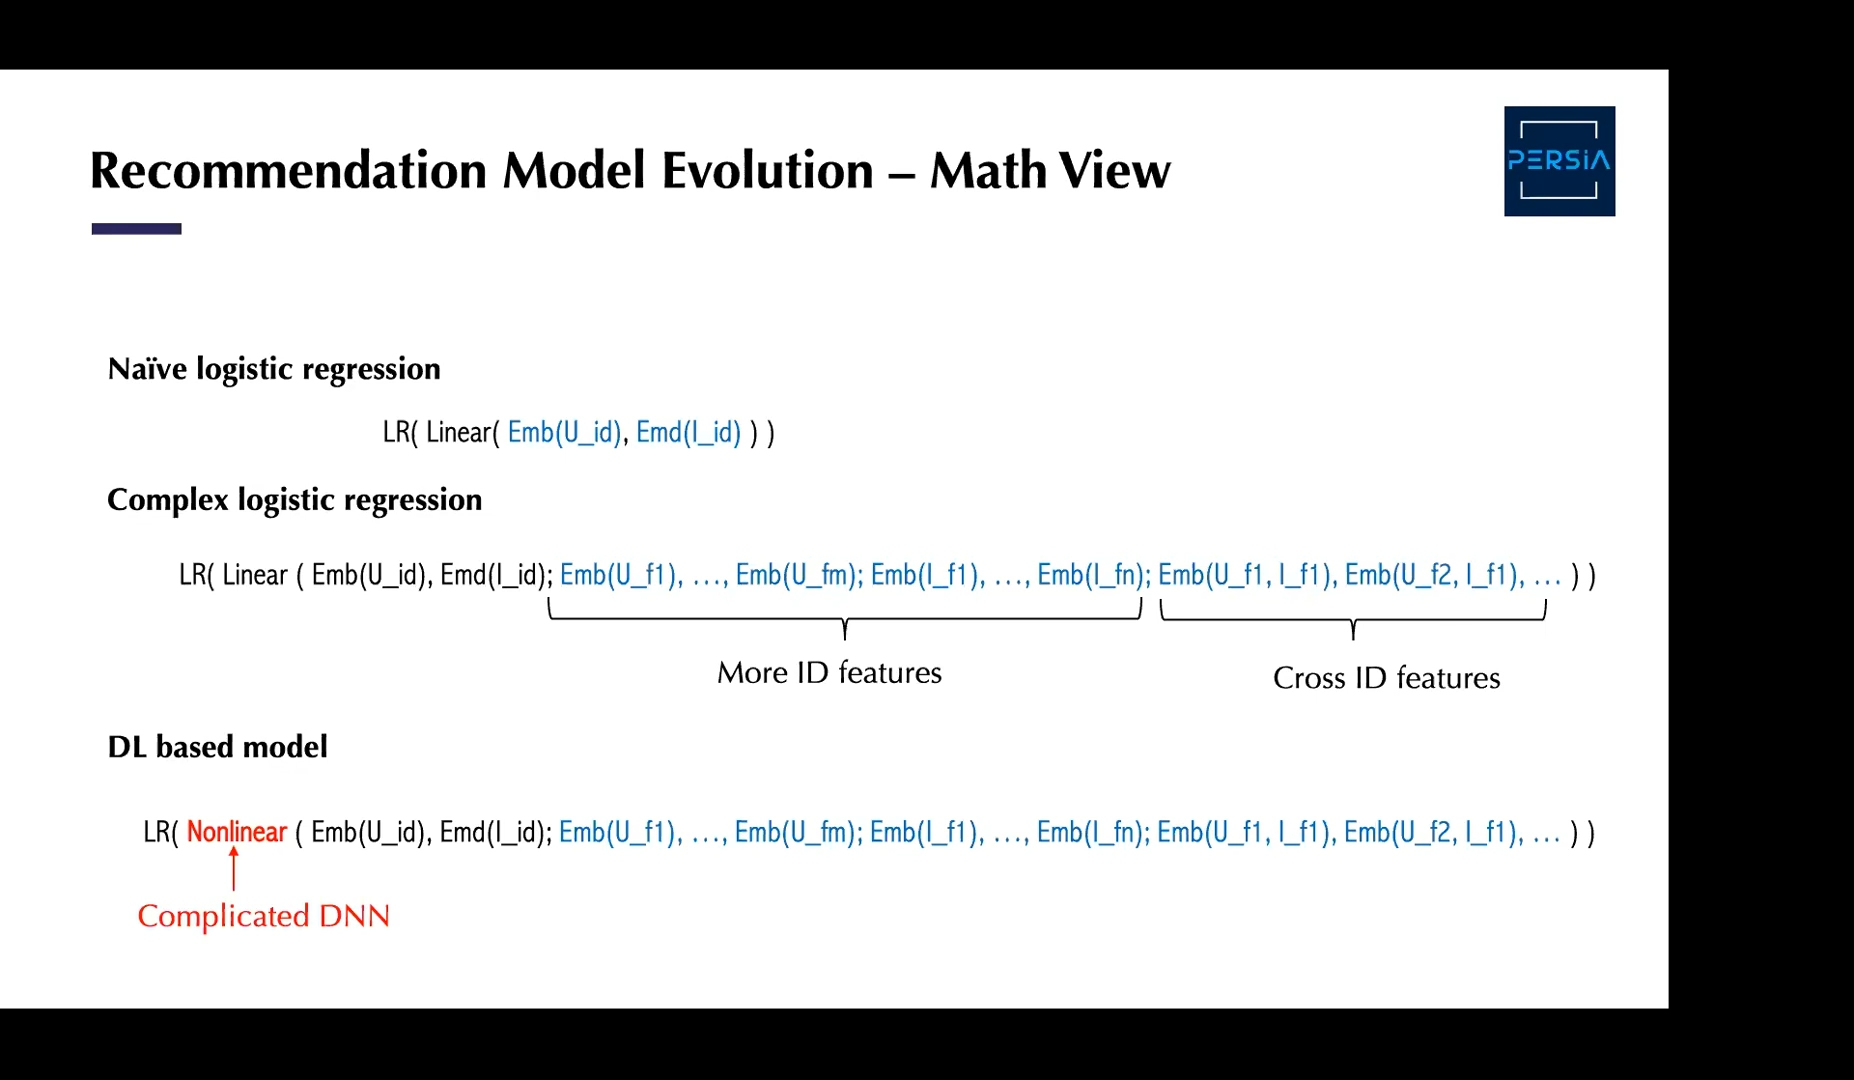 Recommendation Model Evolution – Math View
PERSiA
Naïve logistic regression
LR( Linear( Emb(U_id), Emd(I_id) ) )
Complex logistic regression
LR( Linear ( Emb(U_id), Emd(I_id); Emb(U_f1), ..., Emb(U_fm); Emb(I_f1), ..., Emb(I_fn); Emb(U_f1, I_f1), Emb(U_f2, I_f1), ... ) )
More ID features
Cross ID features
DL based model
LR( Nonlinear ( Emb(U_id), Emd(I_id); Emb(U_f1), ..., Emb(U_fm); Emb(I_f1), ..., Emb(I_fn); Emb(U_f1, I_f1), Emb(U_f2, I_f1), ... ) )
Complicated DNN